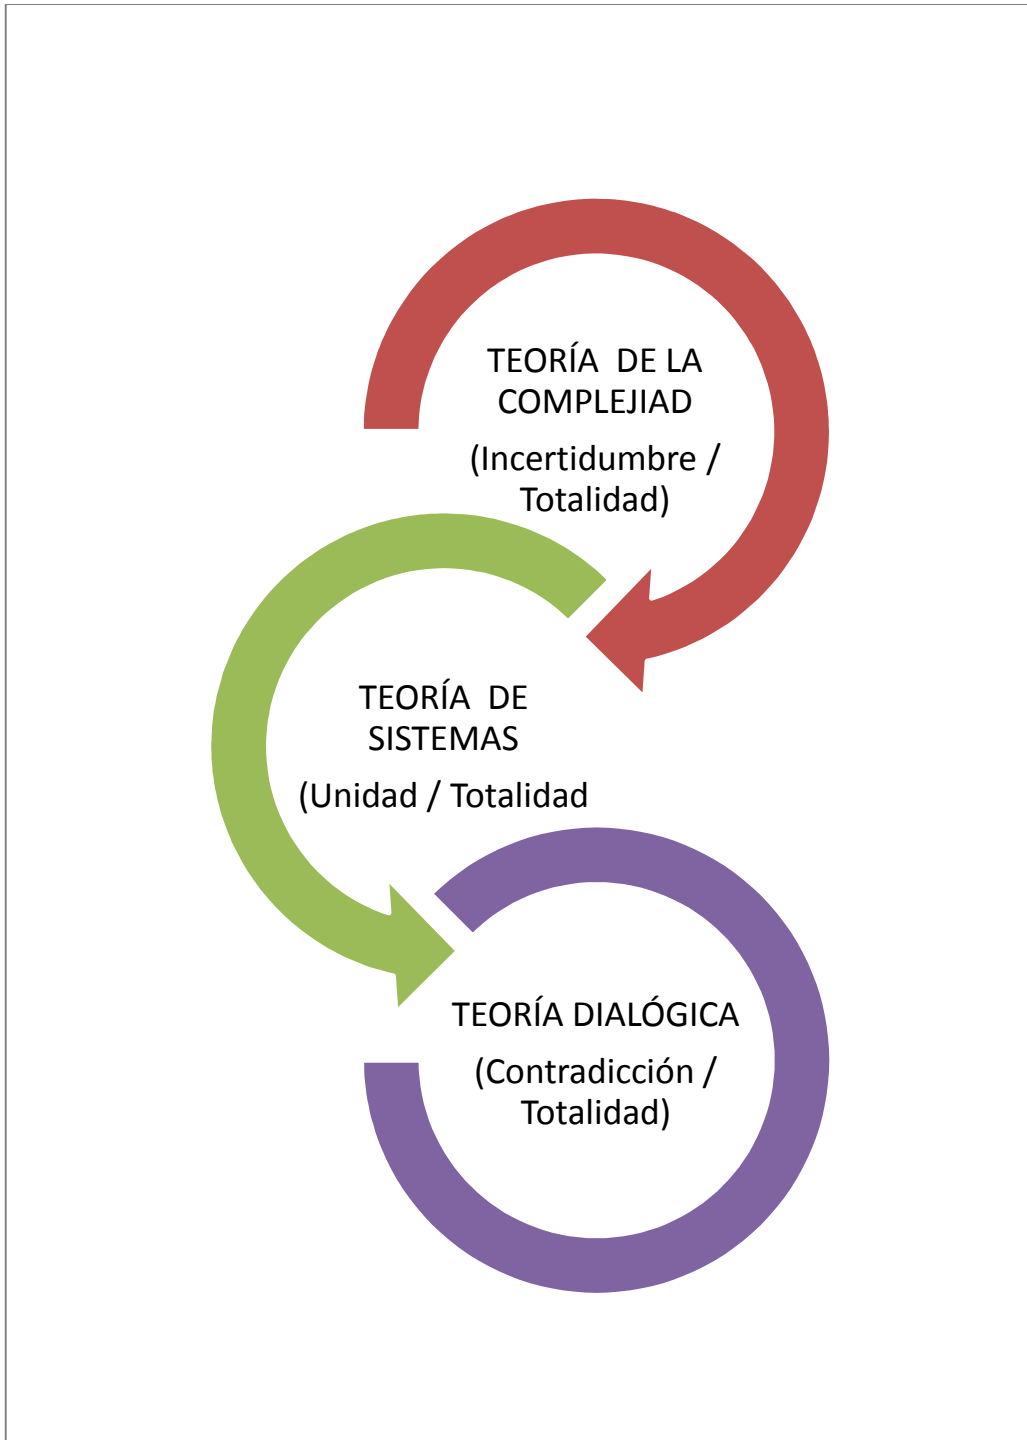 TEORÍA  DE LA
COMPLEJIAD
(Incertidumbre /
Totalidad)
TEORÍA  DE
SISTEMAS
(Unidad / Totalidad
TEORÍA DIALÓGICA
(Contradicción /
Totalidad)